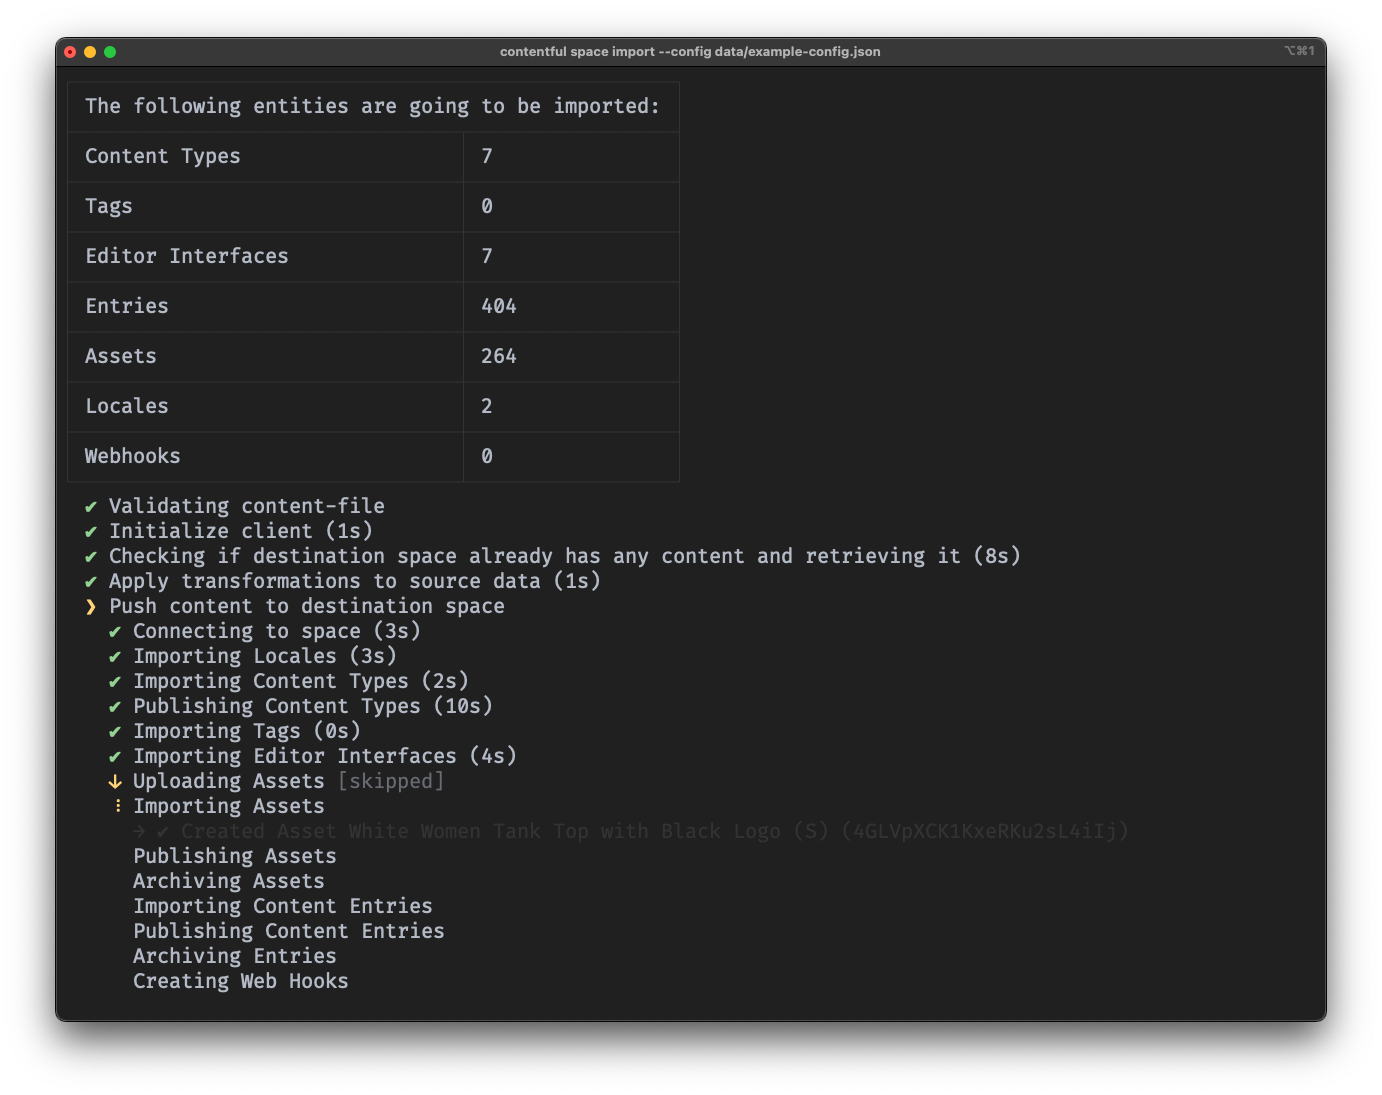 contentful space import --config data/example-config.json
⌥⌘1
The following entities are going to be imported:
Content Types 7
Tags 0
Editor Interfaces 7
Entries 404
Assets 264
Locales 2
Webhooks 0
✔ Validating content-file
✔ Initialize client (1s)
✔ Checking if destination space already has any content and retrieving it (8s)
✔ Apply transformations to source data (1s)
❯ Push content to destination space
✔ Connecting to space (3s)
✔ Importing Locales (3s)
✔ Importing Content Types (2s)
✔ Publishing Content Types (10s)
✔ Importing Tags (0s)
✔ Importing Editor Interfaces (4s)
↓ Uploading Assets [skipped]
⠸ Importing Assets
→ ✔ Created Asset White Women Tank Top with Black Logo (S) (4GLVpXCK1KxeRKu2sL4iIj)
Publishing Assets
Archiving Assets
Importing Content Entries
Publishing Content Entries
Archiving Entries
Creating Web Hooks